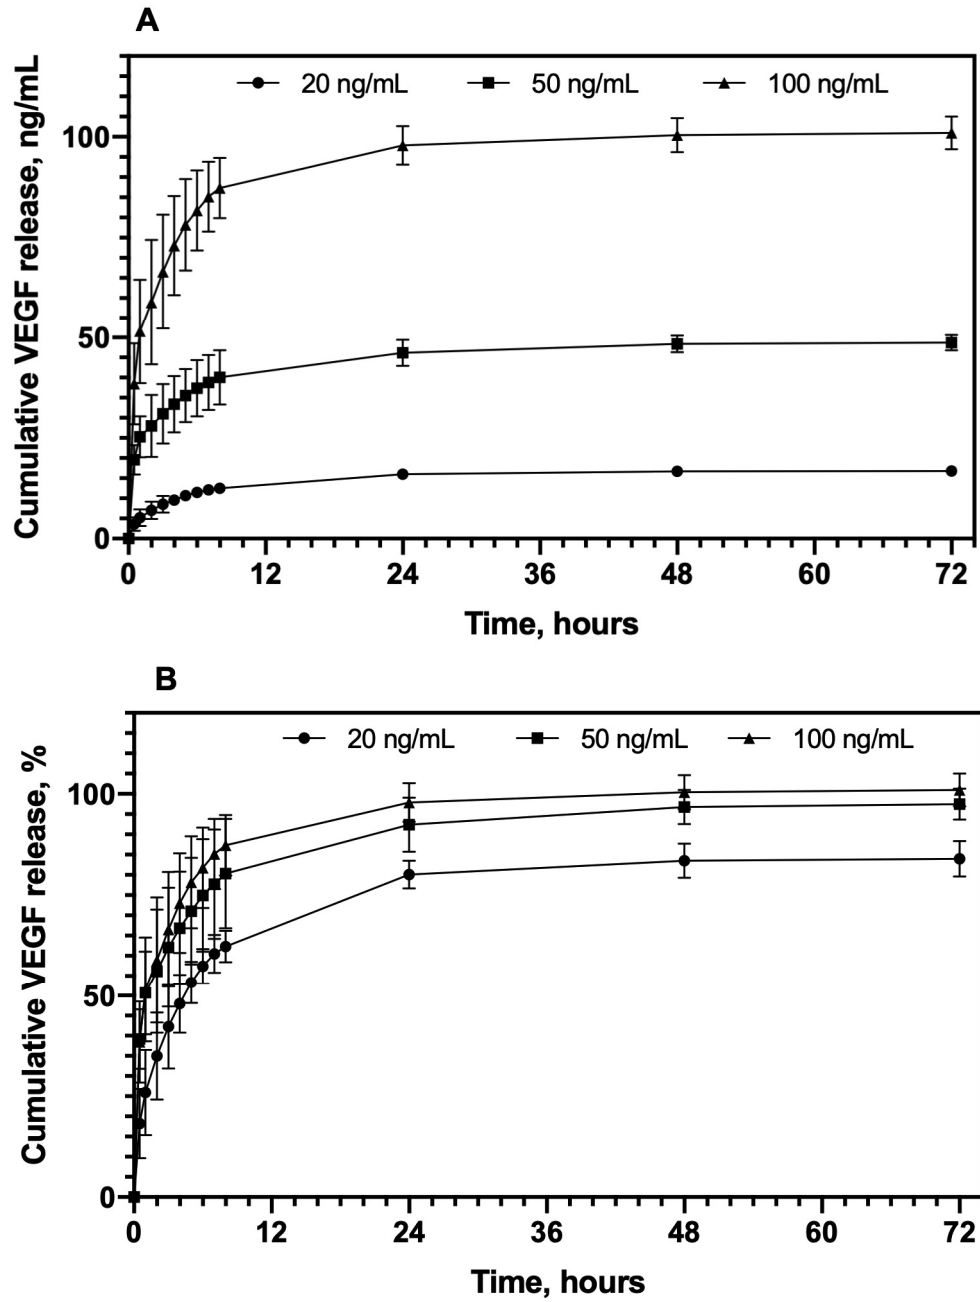 A
20 ng/mL 50 ng/mL 100 ng/mL
Cumulative VEGF release, ng/mL
100
50
0
0 12 24 36 48 60 72
Time, hours
B
20 ng/mL 50 ng/mL 100 ng/mL
Cumulative VEGF release, %
100
50
0
0 12 24 36 48 60 72
Time, hours